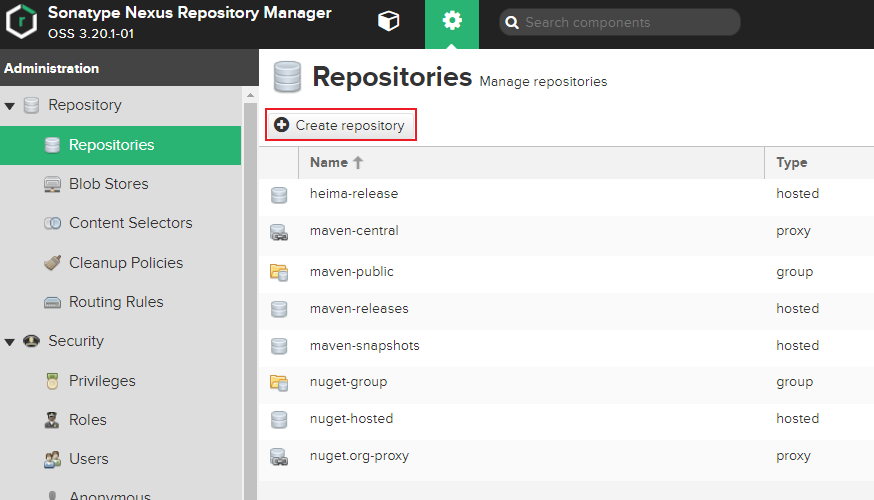 Sonatype Nexus Repository Manager
OSS 3.20.1-01
Search components
Administration
Repository
Repositories
Blob Stores
Content Selectors
Cleanup Policies
Routing Rules
Security
Privileges
Roles
Users
Anonymous
Repositories Manage repositories
Create repository
Name Type
heima-release hosted
maven-central proxy
maven-public group
maven-releases hosted
maven-snapshots hosted
nuget-group group
nuget-hosted hosted
nuget.org-proxy proxy